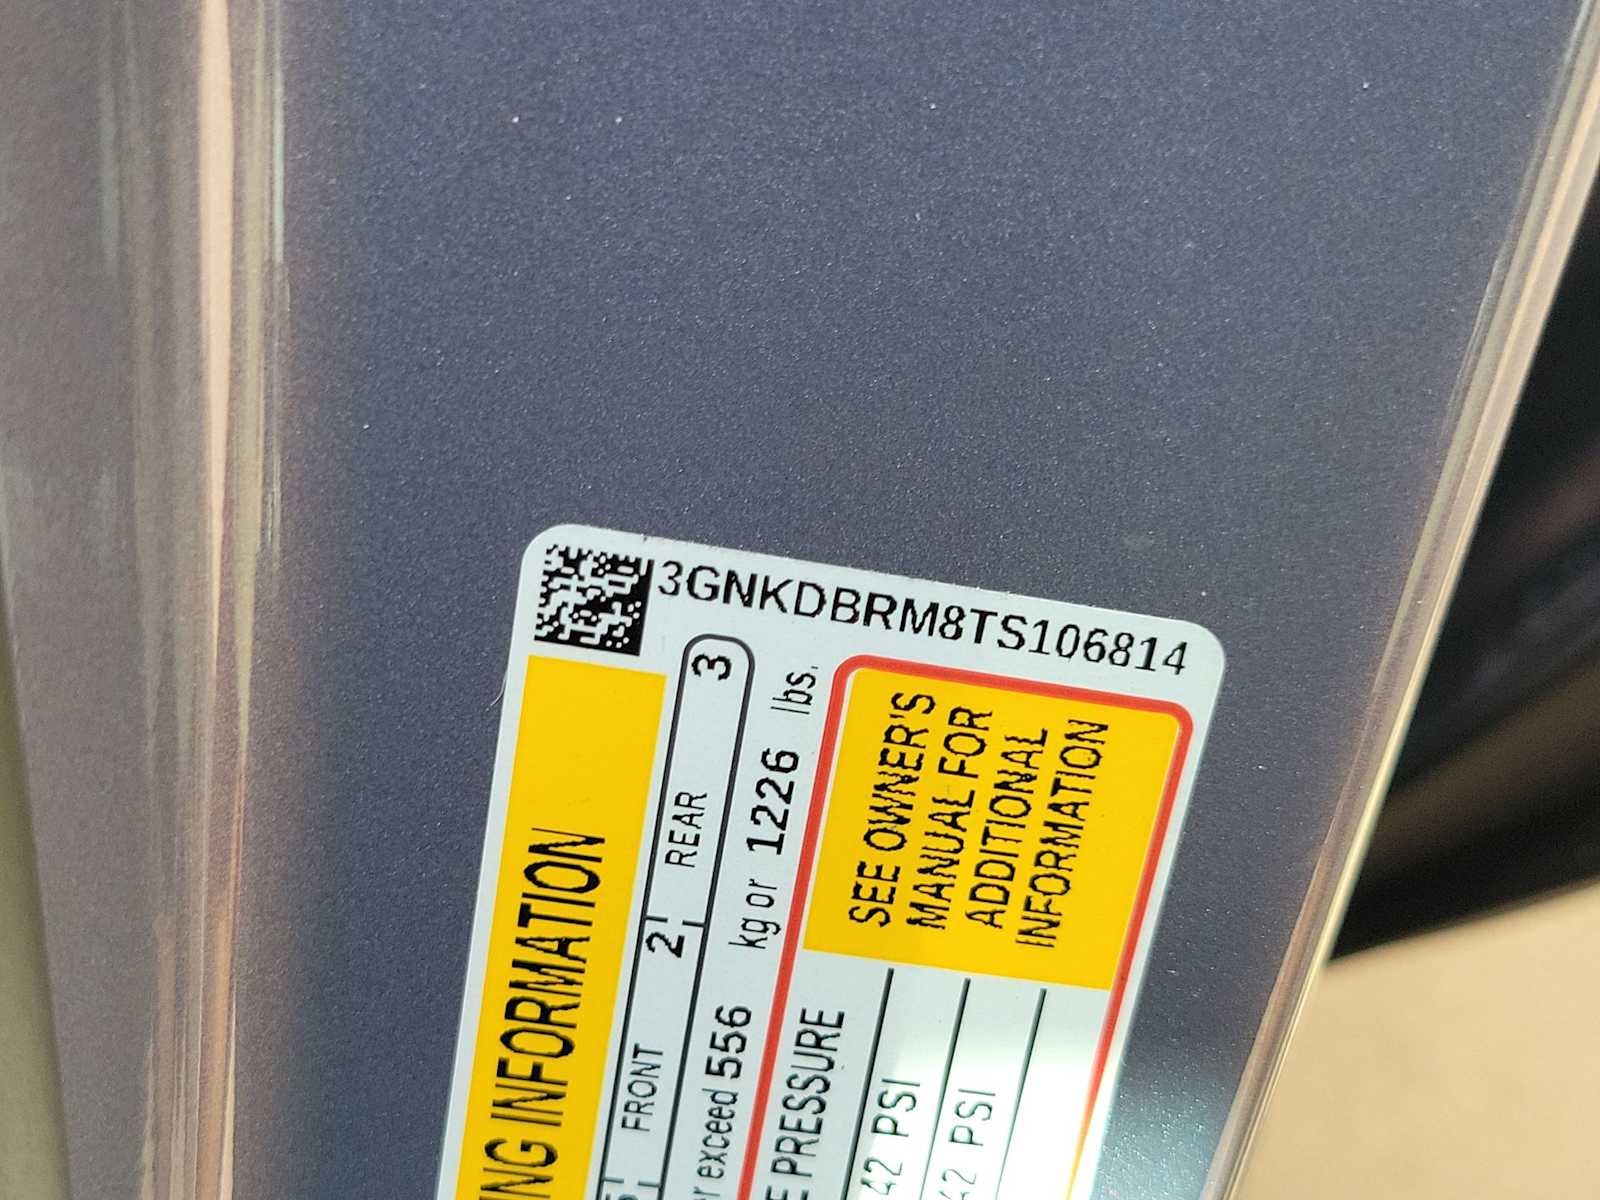 3GNKDBRM8TS106814
ING INFORMATION
FRONT 2 REAR 3
r exceed 556 kg or 1226 lbs.
E PRESSURE
SEE OWNER'S
MANUAL FOR
ADDITIONAL
INFORMATION
42 PSI
42 PSI